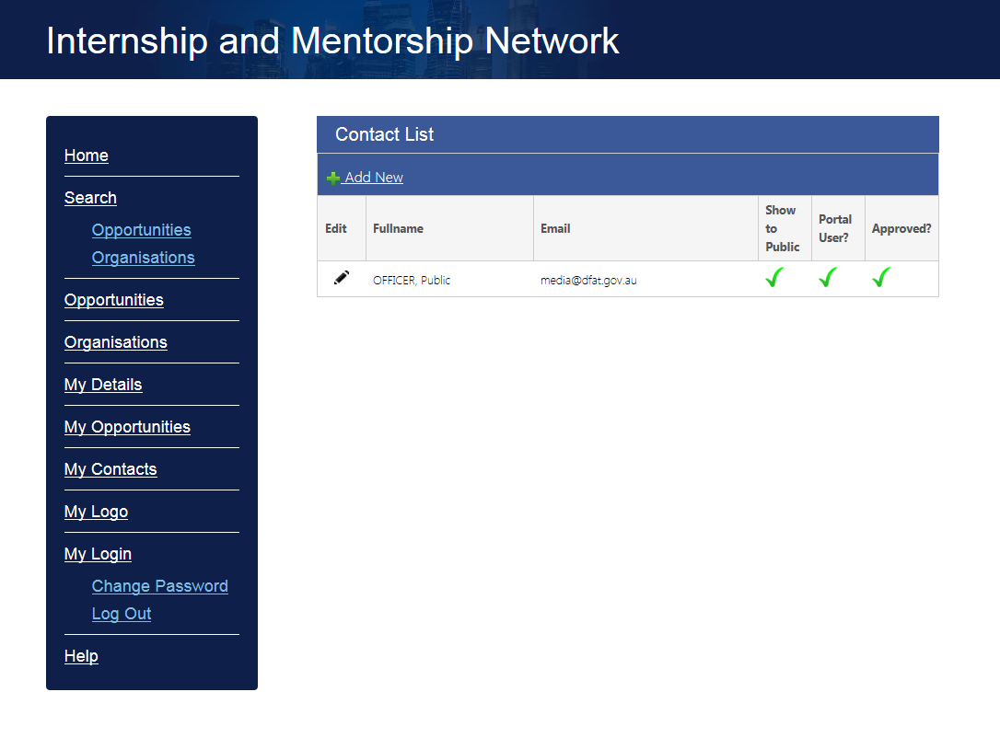 Internship and Mentorship Network
Home
Search
Opportunities
Organisations
Opportunities
Organisations
My Details
My Opportunities
My Contacts
My Logo
My Login
Change Password
Log Out
Help
Contact List
Add New
Edit Fullname Email Show to Public Portal User? Approved?
OFFICER, Public media@dfat.gov.au